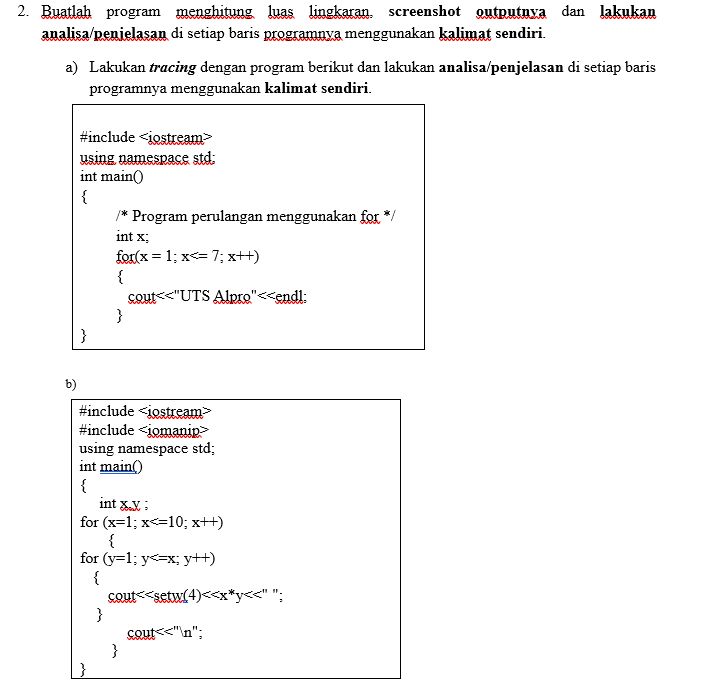 2. Buatlah program menghitung luas lingkaran, screenshot outputnya dan lakukan
analisa/penjelasan di setiap baris programnya menggunakan kalimat sendiri.
a) Lakukan tracing dengan program berikut dan lakukan analisa/penjelasan di setiap baris
programnya menggunakan kalimat sendiri.
#include <iostream>
using namespace std;
int main()
{
/* Program perulangan menggunakan for */
int x;
for(x = 1; x<= 7; x++)
{
cout<<"UTS Alpro"<<endl;
}
}
b)
#include <iostream>
#include <iomanip>
using namespace std;
int main()
{
int x,y ;
for (x=1; x<=10; x++)
{
for (y=1; y<=x; y++)
{
cout<<setw(4)<<x*y<<" ";
}
cout<<"\n";
}
}